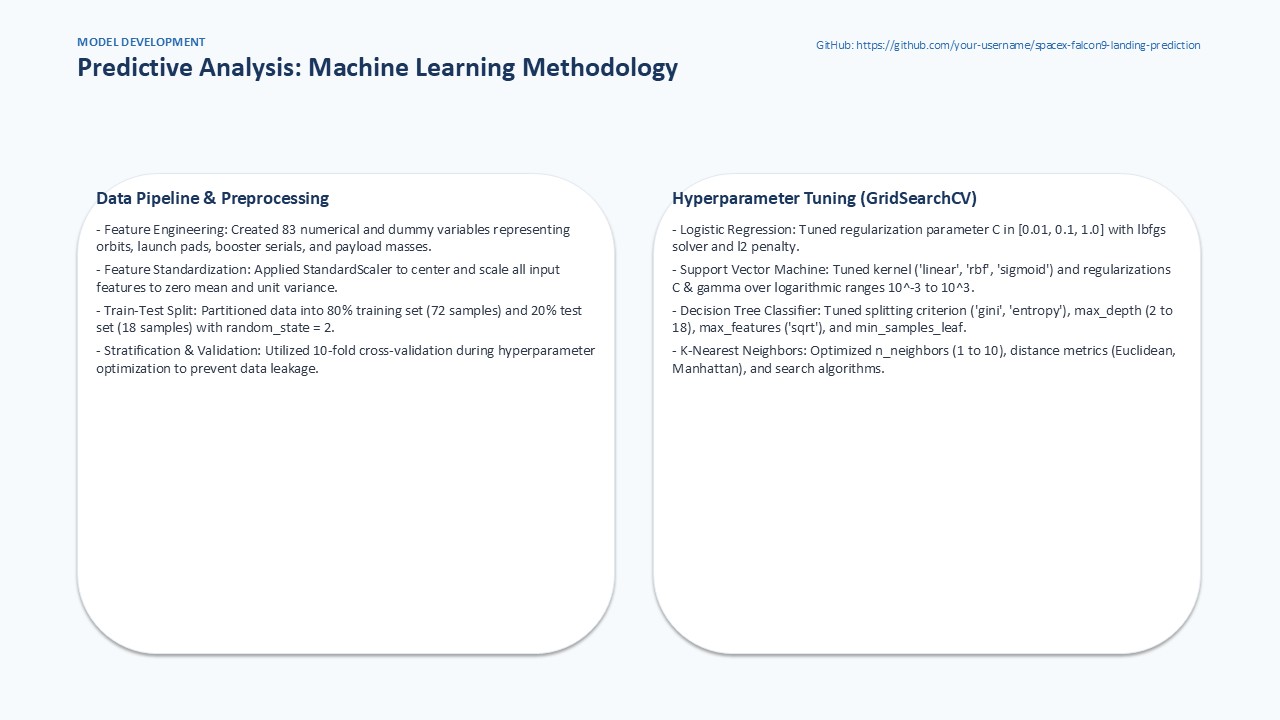 MODEL DEVELOPMENT
Predictive Analysis: Machine Learning Methodology
GitHub: https://github.com/your-username/spacex-falcon9-landing-prediction
Data Pipeline & Preprocessing
- Feature Engineering: Created 83 numerical and dummy variables representing
orbits, launch pads, booster serials, and payload masses.
- Feature Standardization: Applied StandardScaler to center and scale all input
features to zero mean and unit variance.
- Train-Test Split: Partitioned data into 80% training set (72 samples) and 20% test
set (18 samples) with random_state = 2.
- Stratification & Validation: Utilized 10-fold cross-validation during hyperparameter
optimization to prevent data leakage.
Hyperparameter Tuning (GridSearchCV)
- Logistic Regression: Tuned regularization parameter C in [0.01, 0.1, 1.0] with lbfgs
solver and l2 penalty.
- Support Vector Machine: Tuned kernel ('linear', 'rbf', 'sigmoid') and regularizations
C & gamma over logarithmic ranges 10^-3 to 10^3.
- Decision Tree Classifier: Tuned splitting criterion ('gini', 'entropy'), max_depth (2 to
18), max_features ('sqrt'), and min_samples_leaf.
- K-Nearest Neighbors: Optimized n_neighbors (1 to 10), distance metrics (Euclidean,
Manhattan), and search algorithms.